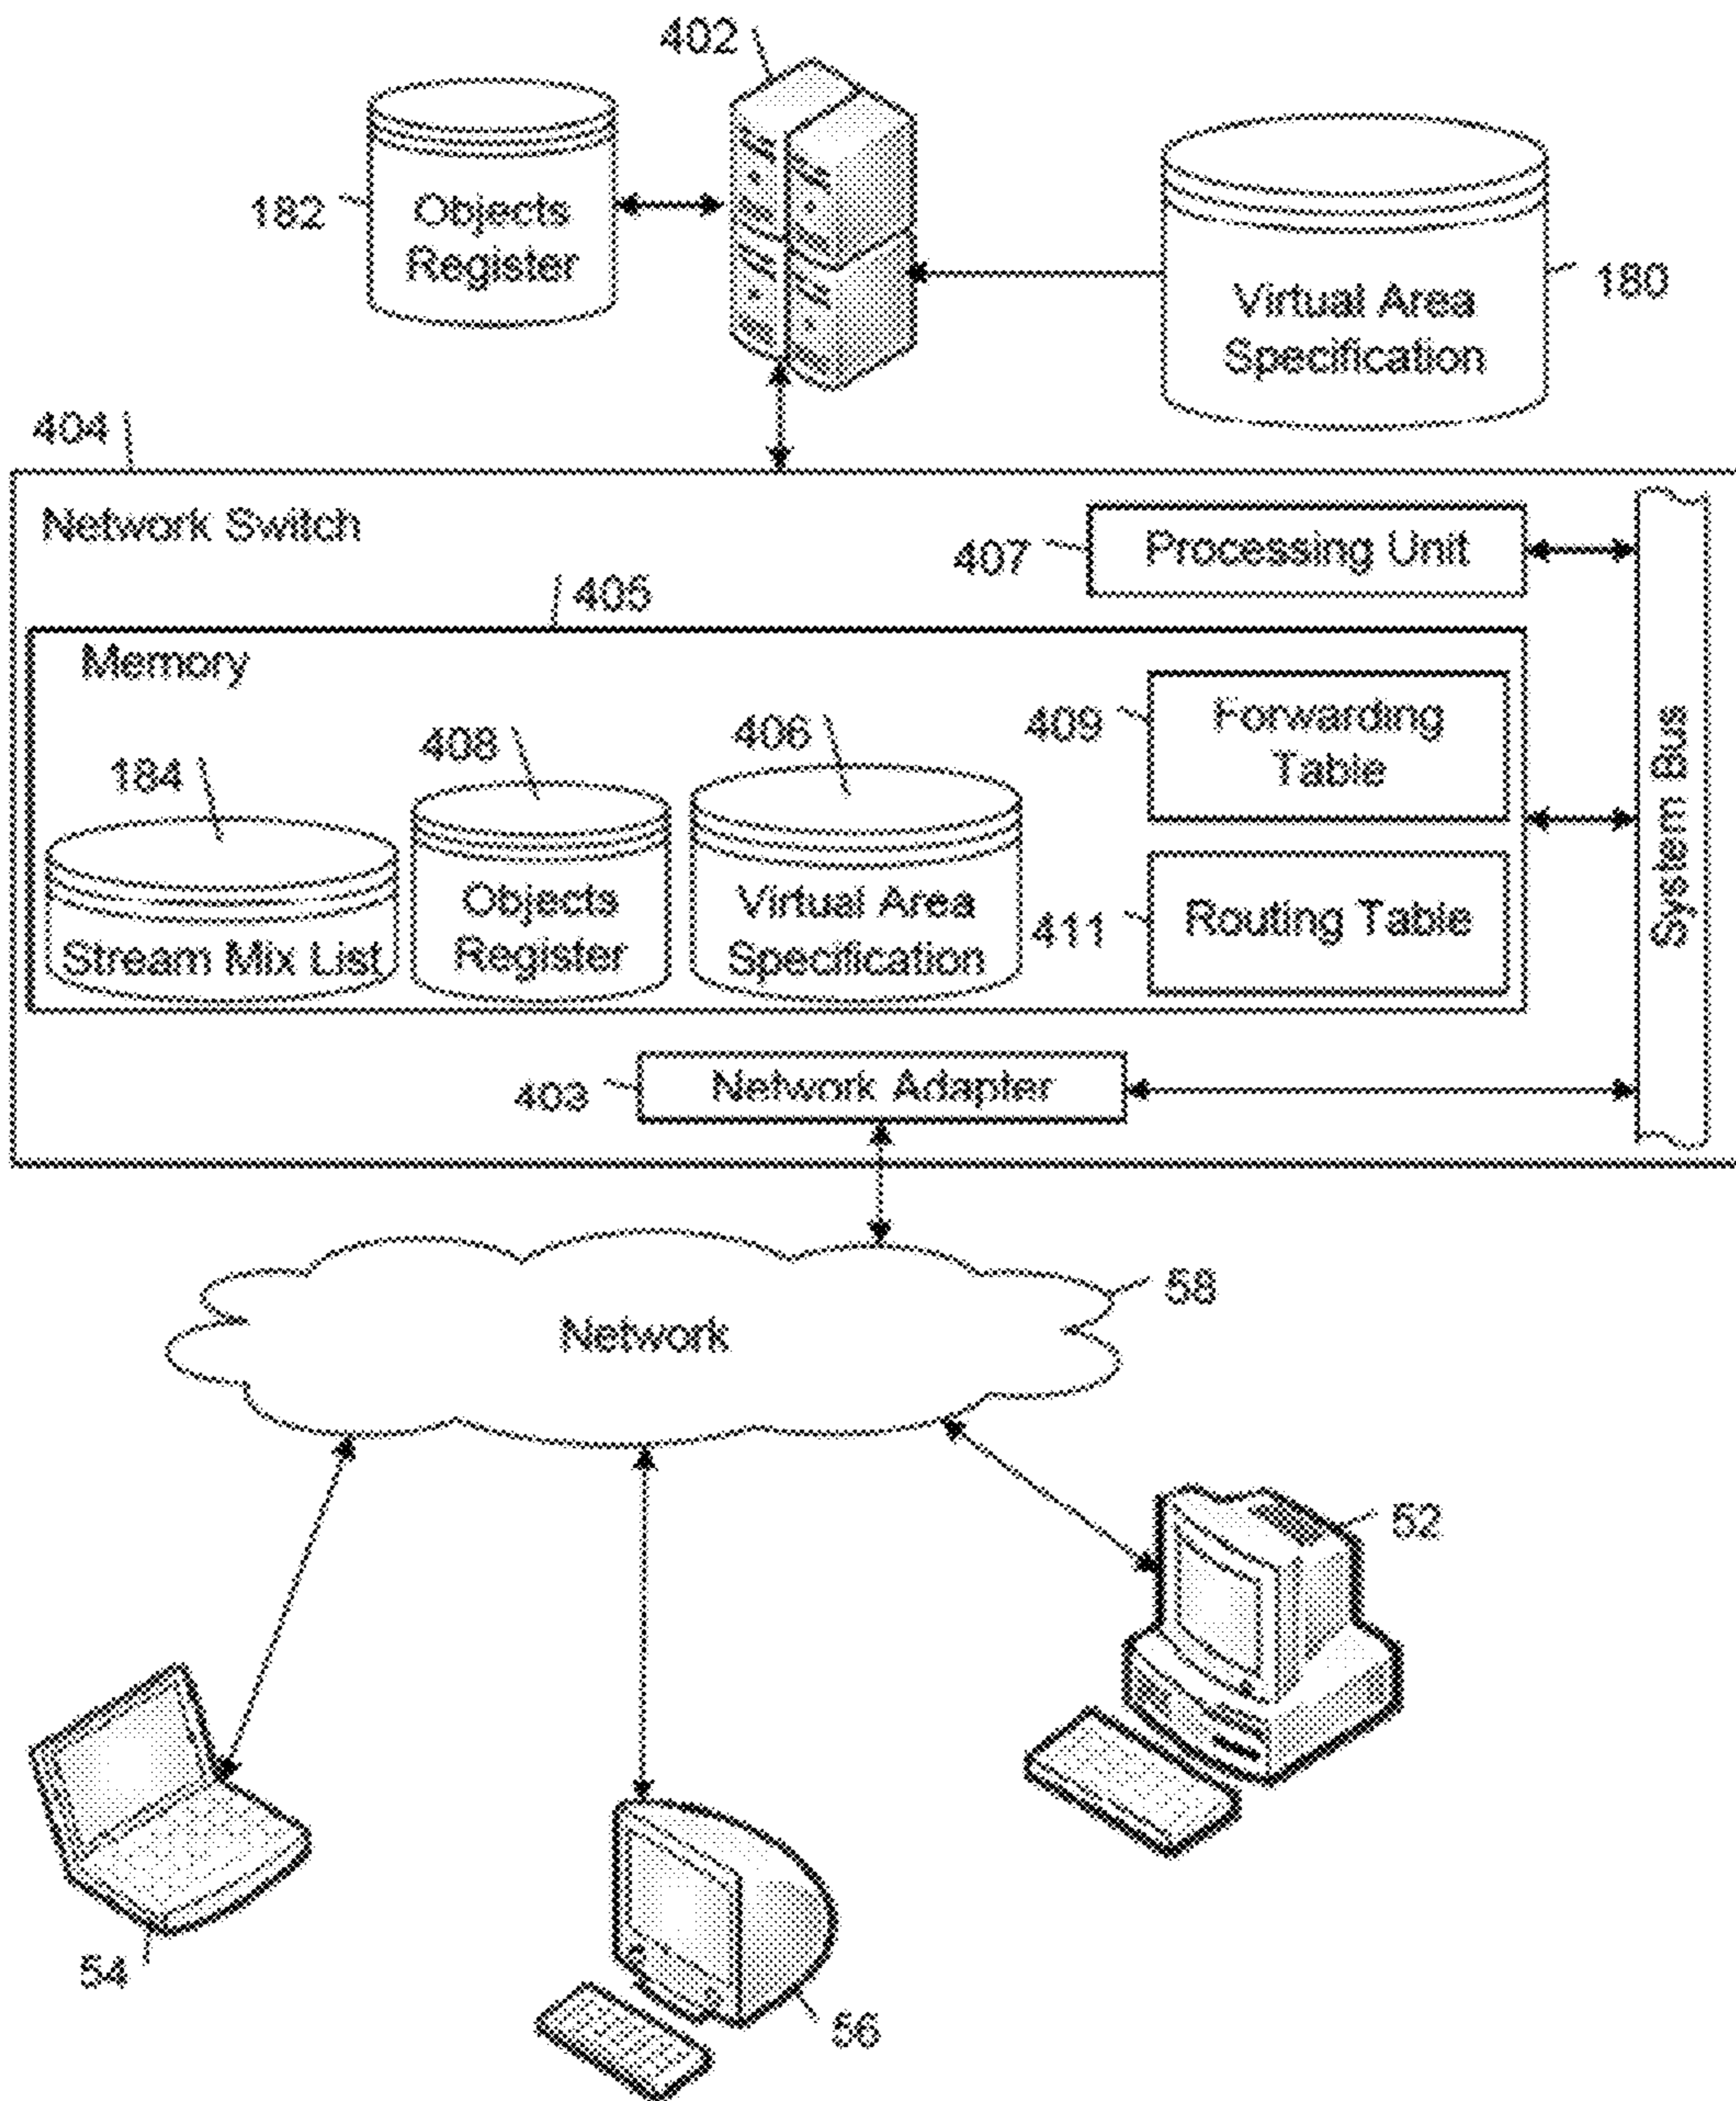 402
182
Objects
Register
Virtual Area
Specification
180
404
Network Switch
407
Processing Unit
405
Memory
409
Forwarding
Table
184
408
406
Stream Mix List
Objects
Register
Virtual Area
Specification
411
Routing Table
System Bus
403
Network Adapter
58
Network
52
54
56